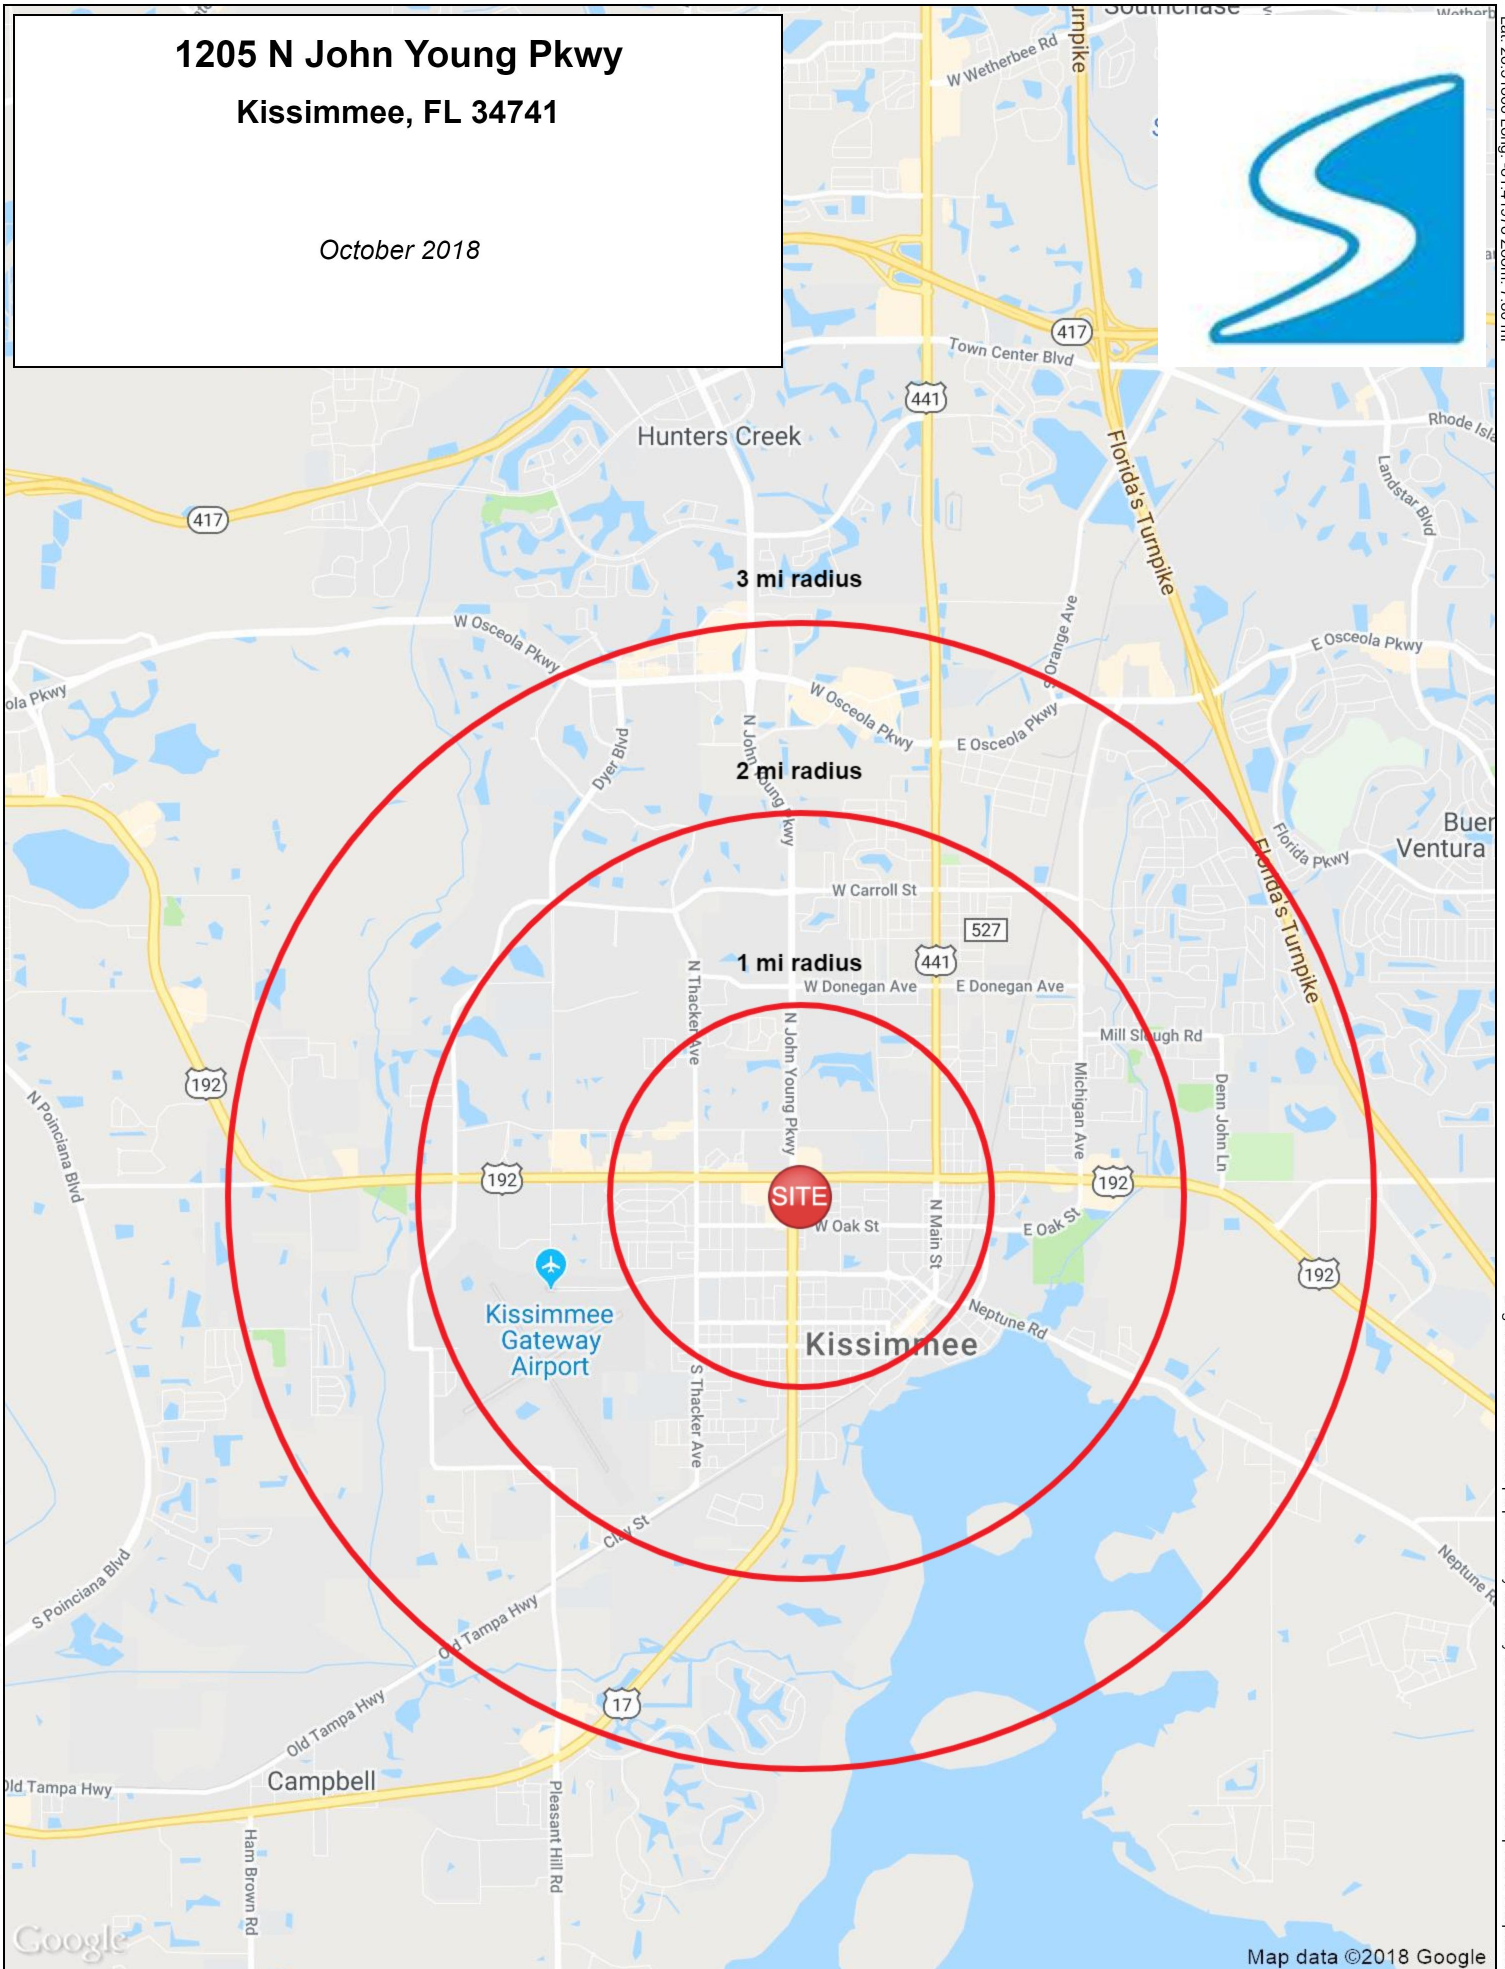 1205 N John Young Pkwy
Kissimmee, FL 34741
October 2018
Southchase
W Wetherbee Rd
417
Town Center Blvd
441
Hunters Creek
Rhode Isla
Landstar Blvd
Florida's Turnpike
417
3 mi radius
W Osceola Pkwy
S Orange Ave
E Osceola Pkwy
ola Pkwy
W Osceola Pkwy
N John Young Pkwy
Dyer Blvd
E Osceola Pkwy
2 mi radius
Buen
Ventura
Florida Pkwy
Florida's Turnpike
W Carroll St
527
441
1 mi radius
N Thacker Ave
W Donegan Ave
E Donegan Ave
N John Young Pkwy
Mill Slough Rd
Michigan Ave
Denn John Ln
192
N Poinciana Blvd
192
SITE
192
W Oak St
N Main St
E Oak St
192
Kissimmee
Gateway
Airport
Neptune Rd
Kissimmee
S Thacker Ave
Clay St
S Poinciana Blvd
Neptune R
Old Tampa Hwy
17
Old Tampa Hwy
Campbell
Old Tampa Hwy
Pleasant Hill Rd
Ham Brown Rd
Google
Map data ©2018 Google